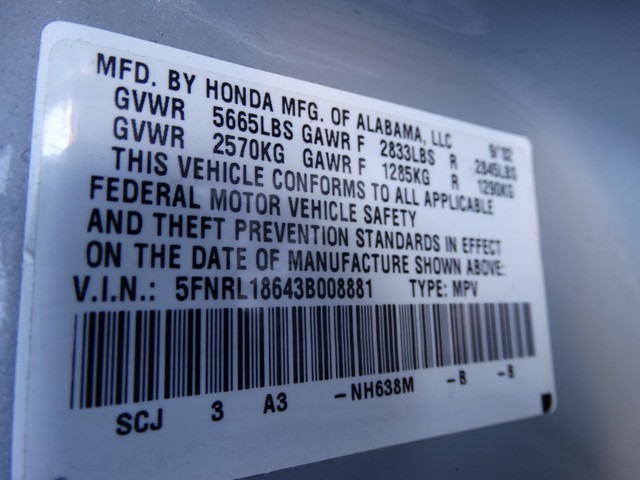 MFD. BY HONDA MFG. OF ALABAMA, LLC 9/02
GVWR 5665LBS GAWR F 2833LBS R 2845LBS
GVWR 2570KG GAWR F 1285KG R 1290KG
THIS VEHICLE CONFORMS TO ALL APPLICABLE
FEDERAL MOTOR VEHICLE SAFETY
AND THEFT PREVENTION STANDARDS IN EFFECT
ON THE DATE OF MANUFACTURE SHOWN ABOVE:
V.I.N.: 5FNRL18643B008881 TYPE: MPV
SCJ 3 A3 -NH638M -B -B